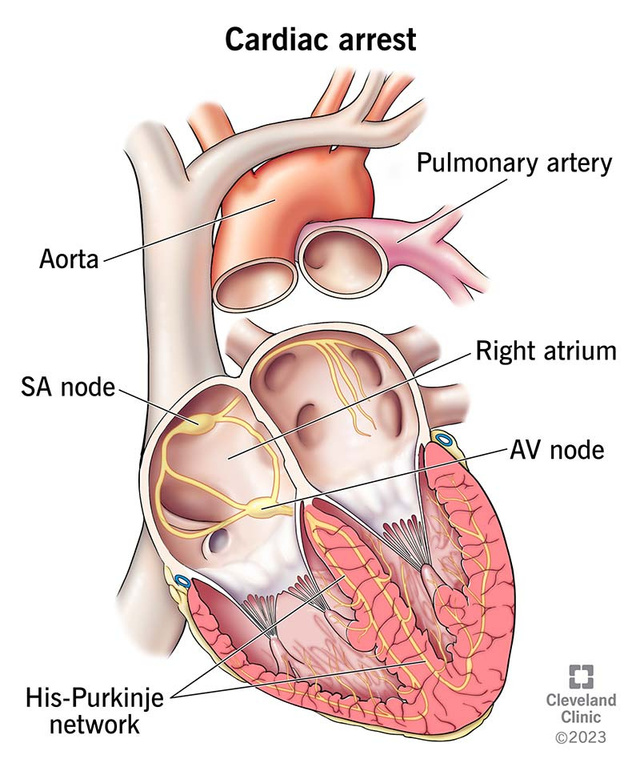 Cardiac arrest
Pulmonary artery
Aorta
Right atrium
SA node
AV node
His-Purkinje
network
Cleveland
Clinic
©2023